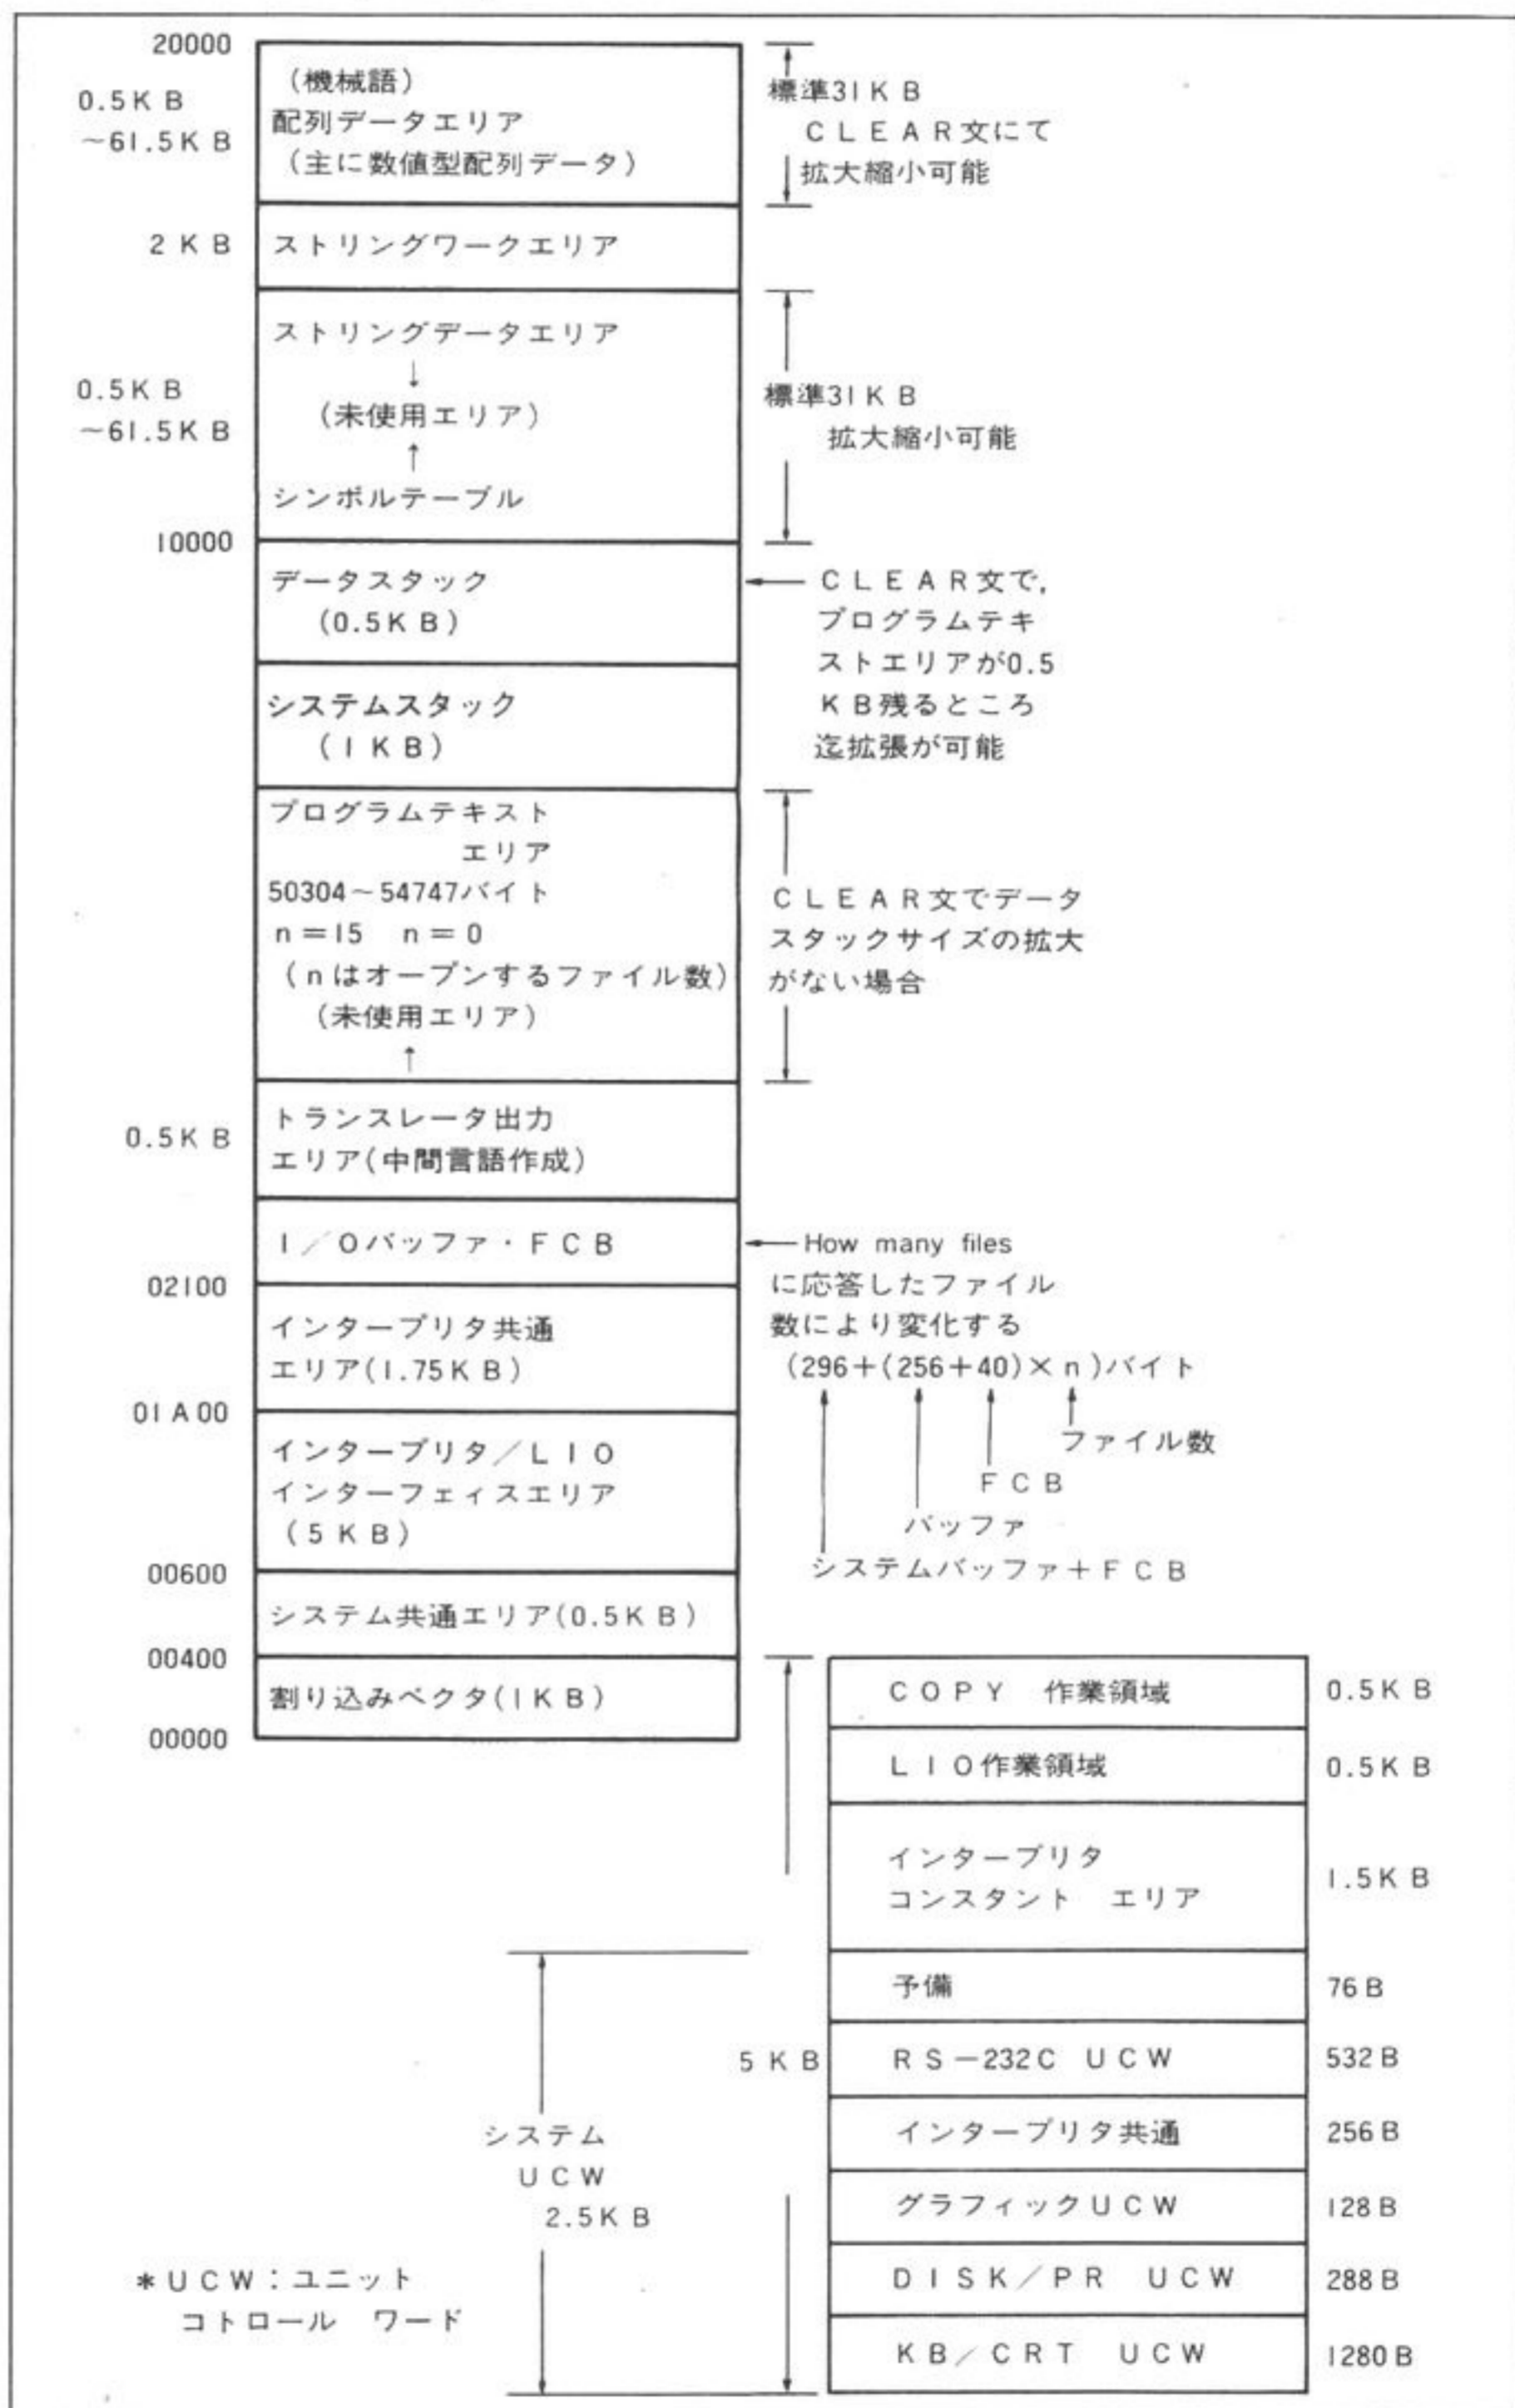 20000
0.5KB
～61.5KB
(機械語)
配列データエリア
(主に数値型配列データ)
標準31KB
CLEAR文にて
拡大縮小可能
2KB
ストリングワークエリア
0.5KB
～61.5KB
ストリングデータエリア
↓
(未使用エリア)
↑
シンボルテーブル
標準31KB
拡大縮小可能
10000
データスタック
(0.5KB)
CLEAR文で,
プログラムテキ
ストエリアが0.5
KB残るところ
迄拡張が可能
システムスタック
(1KB)
プログラムテキスト
エリア
50304～54747バイト
n=15 n=0
(nはオープンするファイル数)
(未使用エリア)
↑
CLEAR文でデータ
スタックサイズの拡大
がない場合
0.5KB
トランスレータ出力
エリア(中間言語作成)
I／Oバッファ・FCB
How many files
に応答したファイル
数により変化する
(296+(256+40)×n)バイト
ファイル数
FCB
バッファ
システムバッファ+FCB
02100
インタープリタ共通
エリア(1.75KB)
01A00
インタープリタ／LIO
インターフェィスエリア
(5KB)
00600
システム共通エリア(0.5KB)
00400
割り込みベクタ(1KB)
00000
COPY 作業領域
0.5KB
LIO作業領域
0.5KB
インタープリタ
コンスタント エリア
1.5KB
予備
76B
5KB
RS－232C UCW
532B
インタープリタ共通
256B
グラフィックUCW
128B
DISK／PR UCW
288B
KB／CRT UCW
1280B
システム
UCW
2.5KB
*UCW:ユニット
コトロール ワード